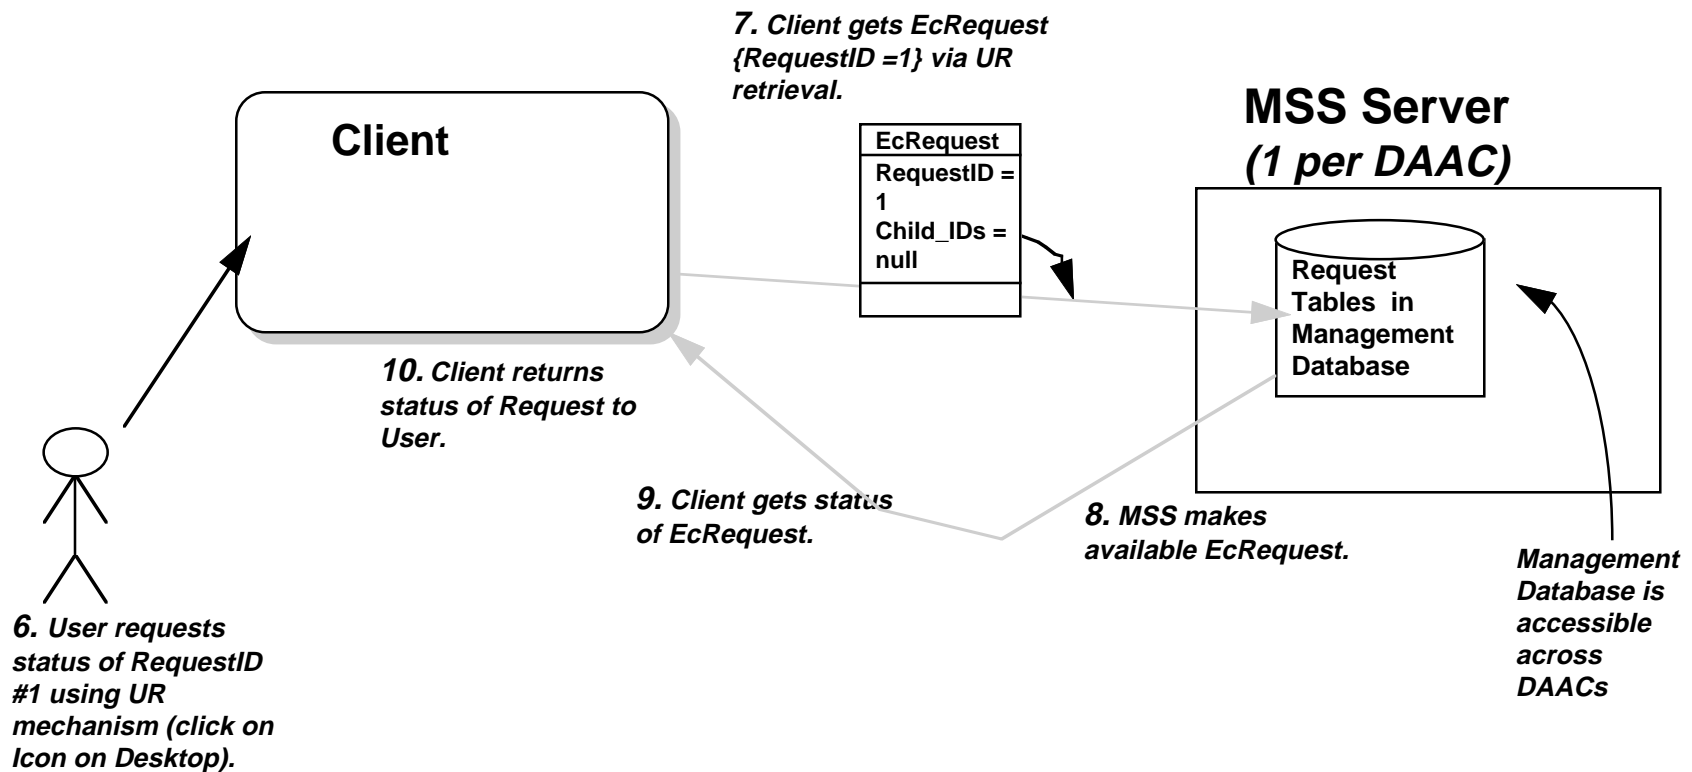 7. Client gets EcRequest
{RequestID =1} via UR
retrieval.
MSS Server
(1 per DAAC)
Client
EcRequest
RequestID =
1
Child_IDs =
null
Request
Tables in
Management
Database
10. Client returns
status of Request to
User.
9. Client gets status
of EcRequest.
8. MSS makes
available EcRequest.
Management
Database is
accessible
across
DAACs
6. User requests
status of RequestID
#1 using UR
mechanism (click on
Icon on Desktop).